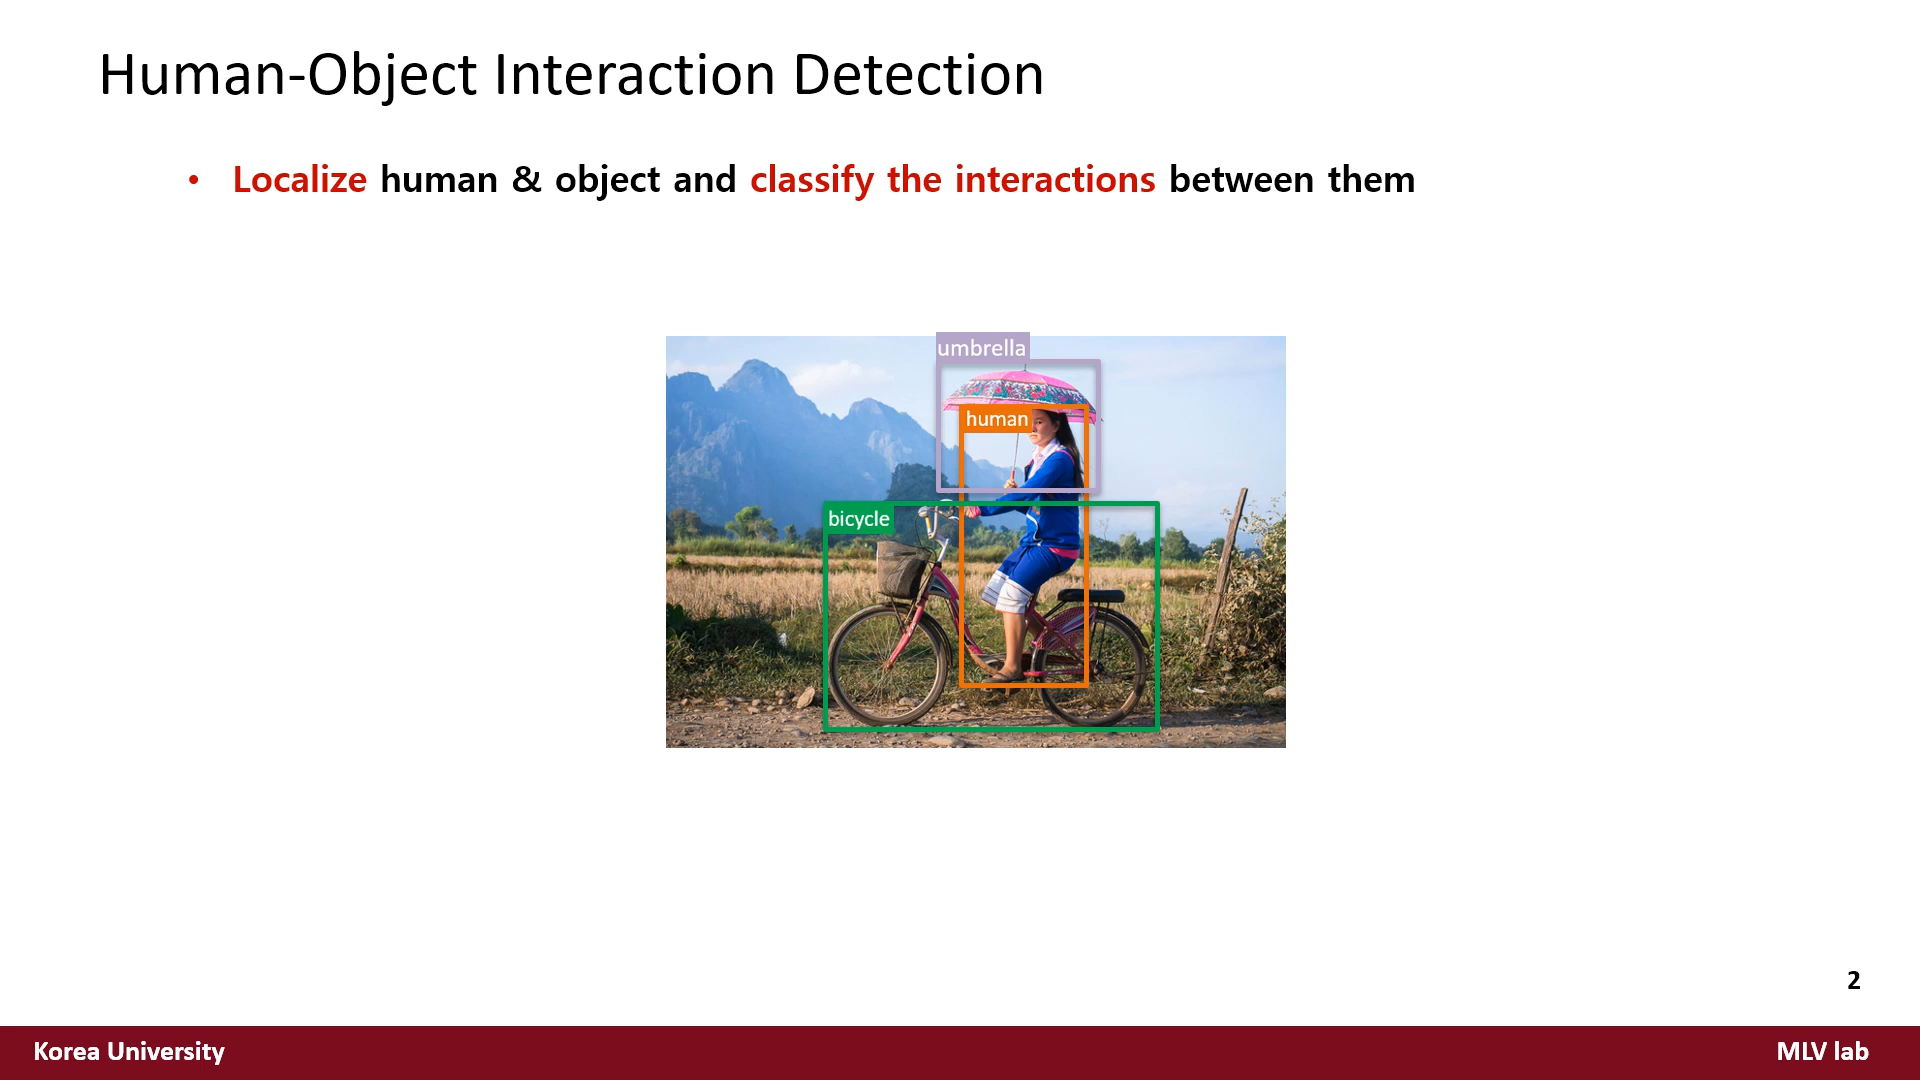 Human-Object Interaction Detection
• Localize human & object and classify the interactions between them
umbrella
human
bicycle
2
Korea University
MLV lab